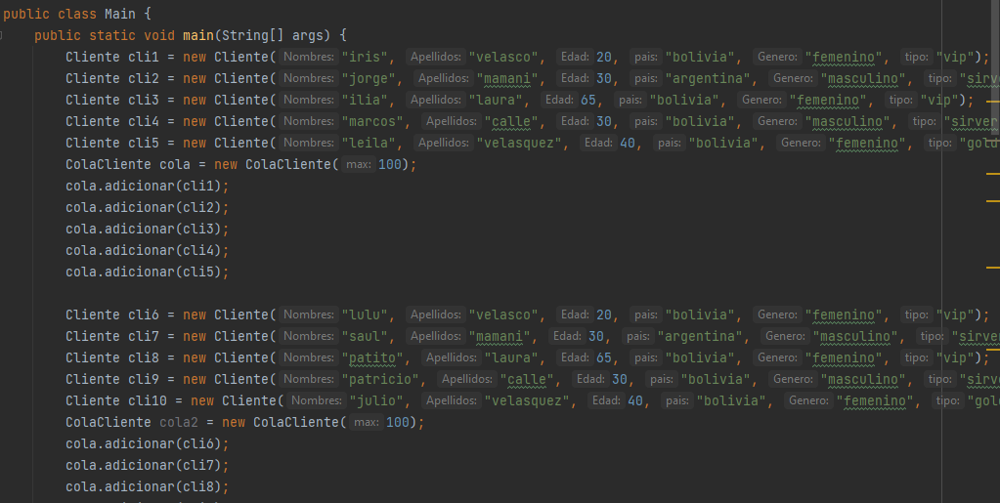 public class Main {
public static void main(String[] args) {
Cliente cli1 = new Cliente( Nombres: "iris", Apellidos: "velasco", Edad: 20, pais: "bolivia", Genero: "femenino", tipo: "vip");
Cliente cli2 = new Cliente( Nombres: "jorge", Apellidos: "mamani", Edad: 30, pais: "argentina", Genero: "masculino", tipo: "sirver
Cliente cli3 = new Cliente( Nombres: "ilia", Apellidos: "laura", Edad: 65, pais: "bolivia", Genero: "femenino", tipo: "vip");
Cliente cli4 = new Cliente( Nombres: "marcos", Apellidos: "calle", Edad: 30, pais: "bolivia", Genero: "masculino", tipo: "sirver
Cliente cli5 = new Cliente( Nombres: "leila", Apellidos: "velasquez", Edad: 40, pais: "bolivia", Genero: "femenino", tipo: "gold
ColaCliente cola = new ColaCliente( max: 100);
cola.adicionar(cli1);
cola.adicionar(cli2);
cola.adicionar(cli3);
cola.adicionar(cli4);
cola.adicionar(cli5);
Cliente cli6 = new Cliente( Nombres: "lulu", Apellidos: "velasco", Edad: 20, pais: "bolivia", Genero: "femenino", tipo: "vip");
Cliente cli7 = new Cliente( Nombres: "saul", Apellidos: "mamani", Edad: 30, pais: "argentina", Genero: "masculino", tipo: "sirver
Cliente cli8 = new Cliente( Nombres: "patito", Apellidos: "laura", Edad: 65, pais: "bolivia", Genero: "femenino", tipo: "vip");
Cliente cli9 = new Cliente( Nombres: "patricio", Apellidos: "calle", Edad: 30, pais: "bolivia", Genero: "masculino", tipo: "sirv
Cliente cli10 = new Cliente( Nombres: "julio", Apellidos: "velasquez", Edad: 40, pais: "bolivia", Genero: "femenino", tipo: "gol
ColaCliente cola2 = new ColaCliente( max: 100);
cola.adicionar(cli6);
cola.adicionar(cli7);
cola.adicionar(cli8);